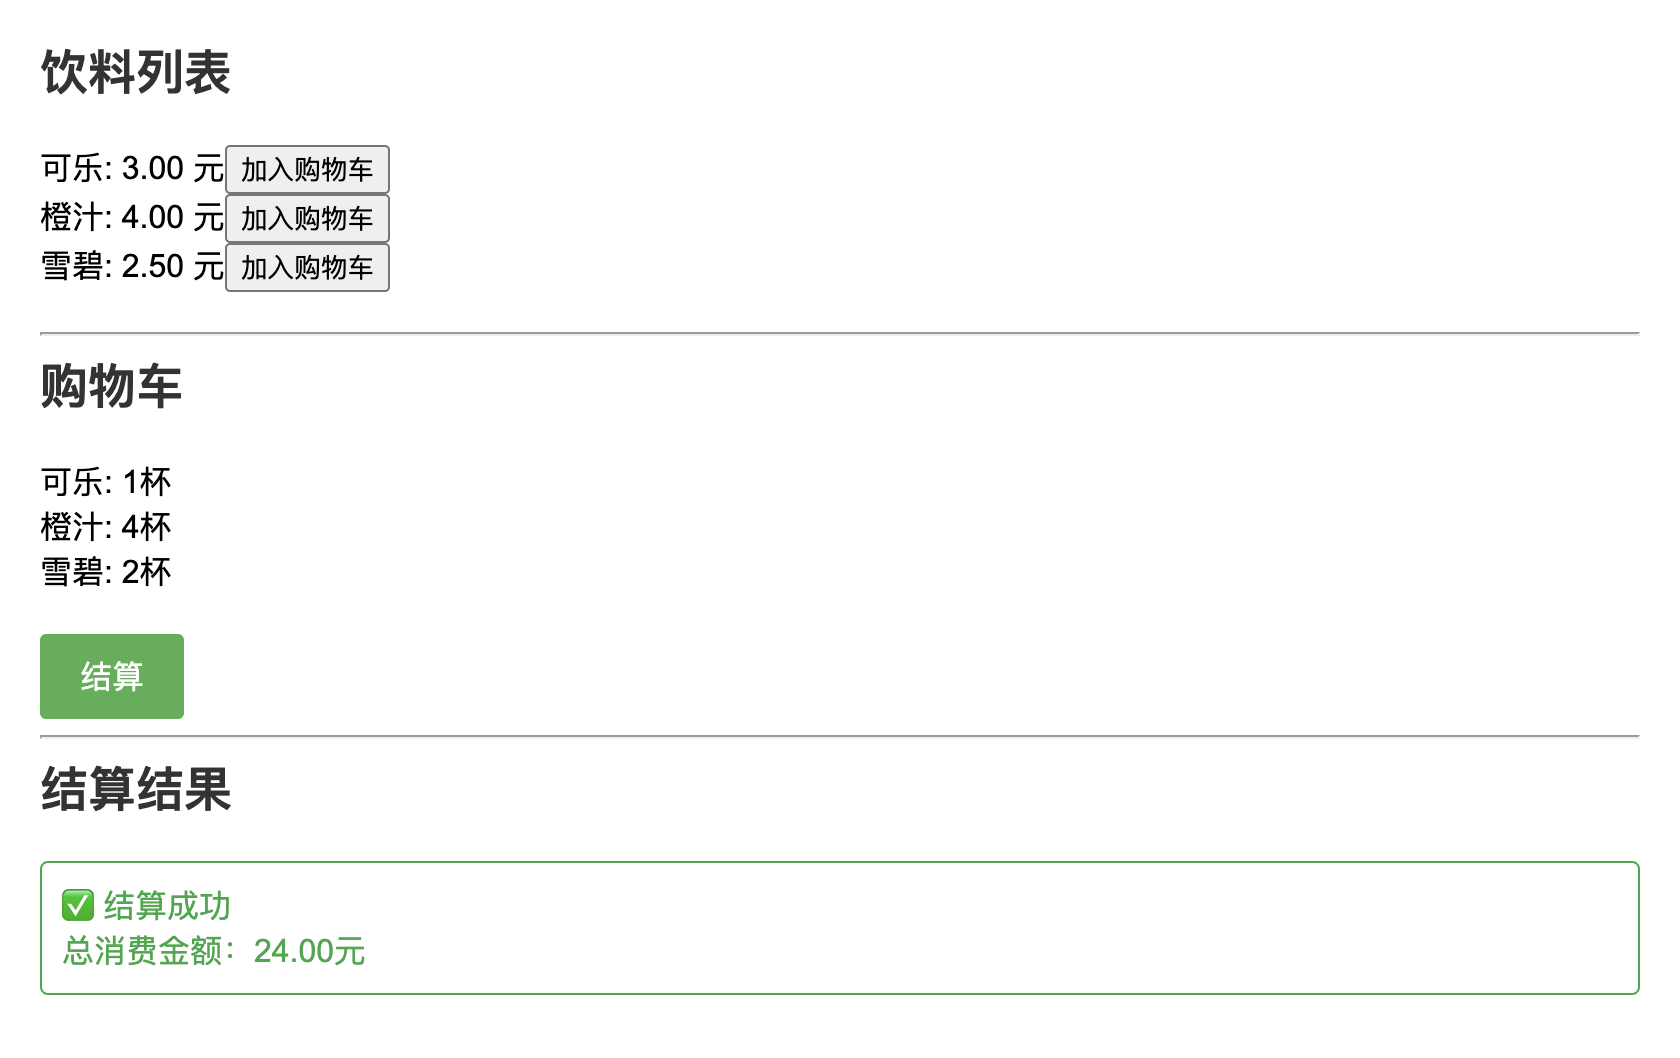 饮料列表
可乐: 3.00 元 加入购物车
橙汁: 4.00 元 加入购物车
雪碧: 2.50 元 加入购物车
购物车
可乐: 1杯
橙汁: 4杯
雪碧: 2杯
结算
结算结果
✅ 结算成功
总消费金额：24.00元